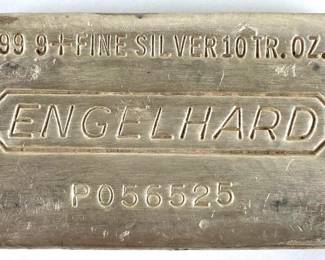 999+FINE SILVER 10 TR. OZ.
ENGELHARD
P056525